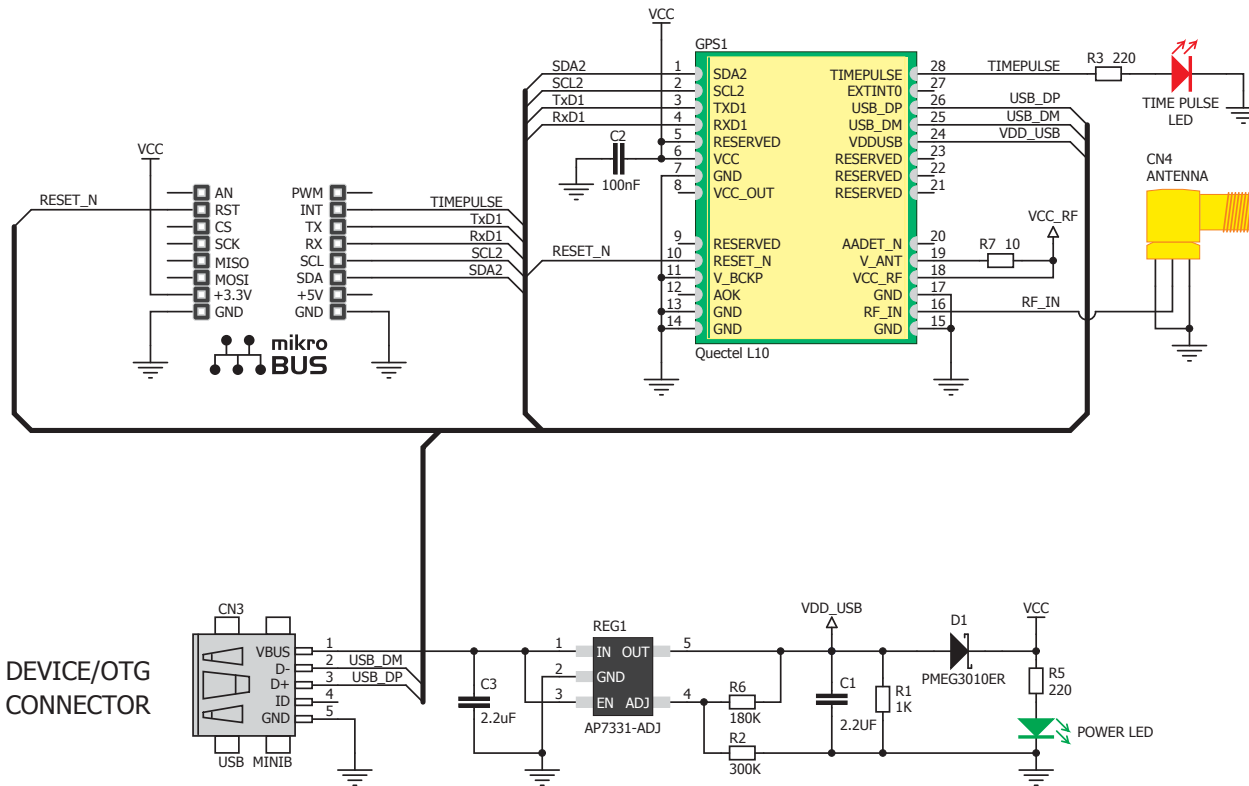 VCC
GPS1
SDA2
SCL2
TxD1
RxD1
1
2
3
4
5
6
7
8
9
10
11
12
13
14
SDA2
SCL2
TXD1
RXD1
RESERVED
VCC
GND
VCC_OUT
RESERVED
RESET_N
V_BCKP
AOK
GND
GND
TIMEPULSE
EXTINT0
USB_DP
USB_DM
VDDUSB
RESERVED
RESERVED
RESERVED
AADET_N
V_ANT
VCC_RF
GND
RF_IN
GND
28
27
26
25
24
23
22
21
20
19
18
17
16
15
Quectel L10
TIMEPULSE
R3 220
TIME PULSE
LED
USB_DP
USB_DM
VDD_USB
CN4
ANTENNA
VCC_RF
R7 10
RF_IN
C2
100nF
RESET_N
VCC
RESET_N
AN
RST
CS
SCK
MISO
MOSI
+3.3V
GND
PWM
INT
TX
RX
SCL
SDA
+5V
GND
TIMEPULSE
TxD1
RxD1
SCL2
SDA2
mikro
BUS
DEVICE/OTG
CONNECTOR
CN3
VBUS
D-
D+
ID
GND
1
2
3
4
5
USB_DM
USB_DP
USB MINIB
C3
2.2uF
REG1
1
2
3
IN OUT
GND
EN ADJ
5
4
AP7331-ADJ
R6
180K
R2
300K
VDD_USB
C1
2.2UF
R1
1K
D1
PMEG3010ER
VCC
R5
220
POWER LED